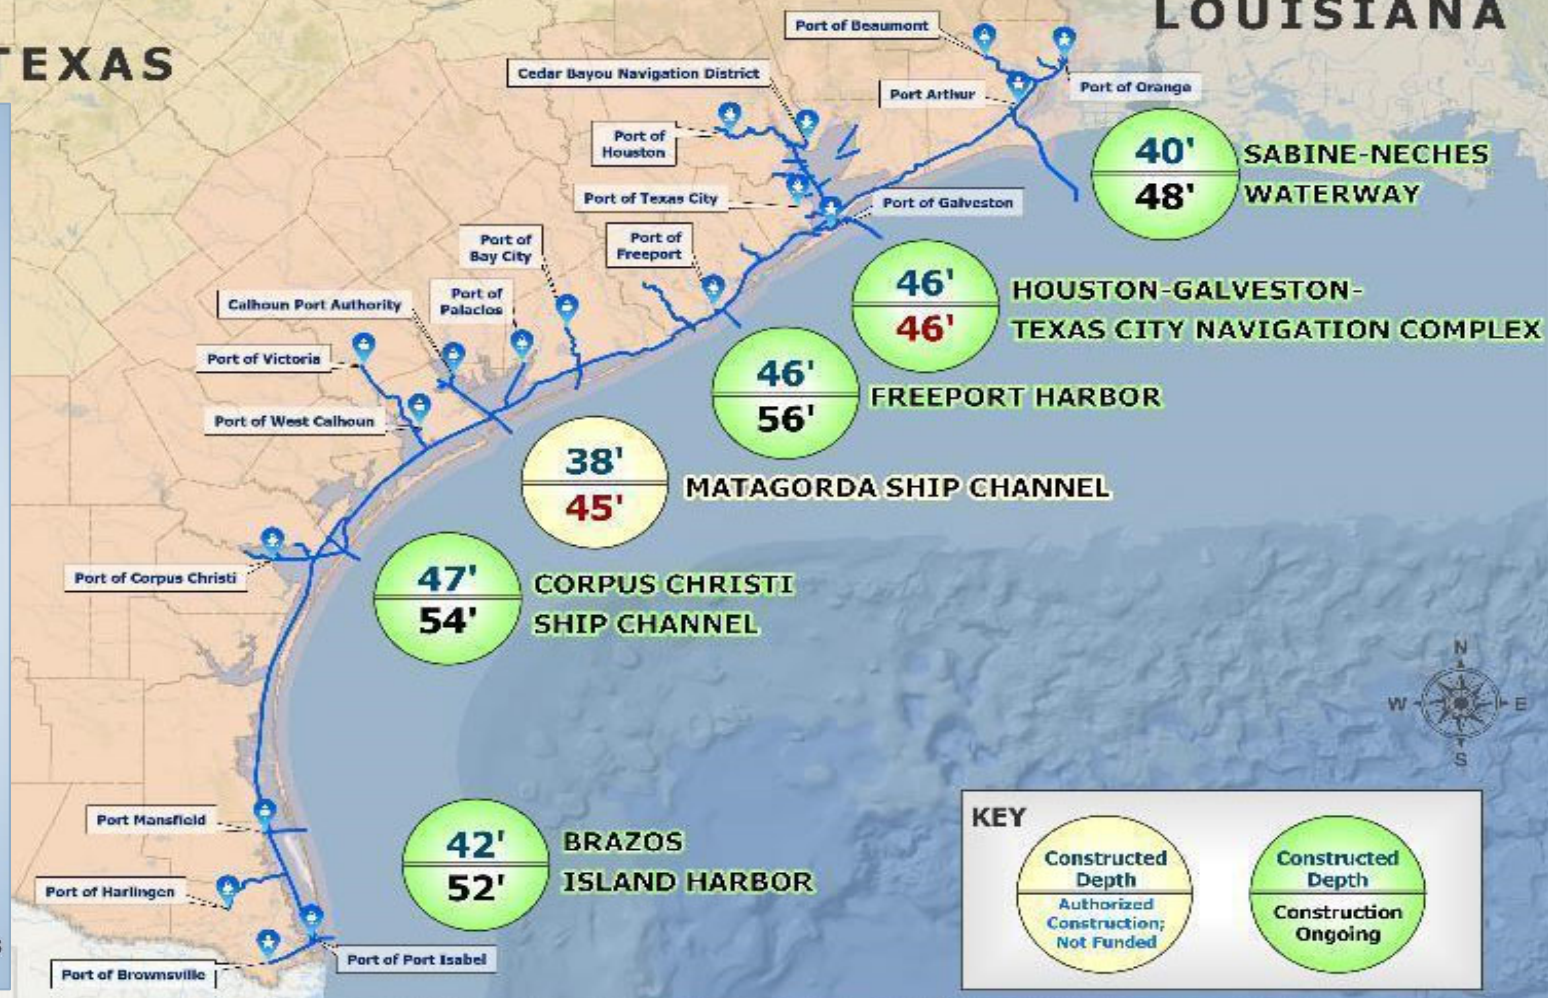 TEXAS
LOUISIANA
Port of Beaumont
Cedar Bayou Navigation District
Port Arthur
Port of Orange
Port of
Houston
Port of Texas City
Port of Galveston
40'
48'
SABINE-NECHES
WATERWAY
Port of
Bay City
Port of
Freeport
46'
46'
HOUSTON-GALVESTON-
TEXAS CITY NAVIGATION COMPLEX
Calhoun Port Authority
Port of
Palacios
Port of Victoria
46'
56'
FREEPORT HARBOR
Port of West Calhoun
38'
45'
MATAGORDA SHIP CHANNEL
Port of Corpus Christi
47'
54'
CORPUS CHRISTI
SHIP CHANNEL
N
W
E
S
Port Mansfield
42'
52'
BRAZOS
ISLAND HARBOR
Port of Harlingen
Port of Brownsville
Port of Port Isabel
KEY
Constructed
Depth
Authorized
Construction;
Not Funded
Constructed
Depth
Construction
Ongoing